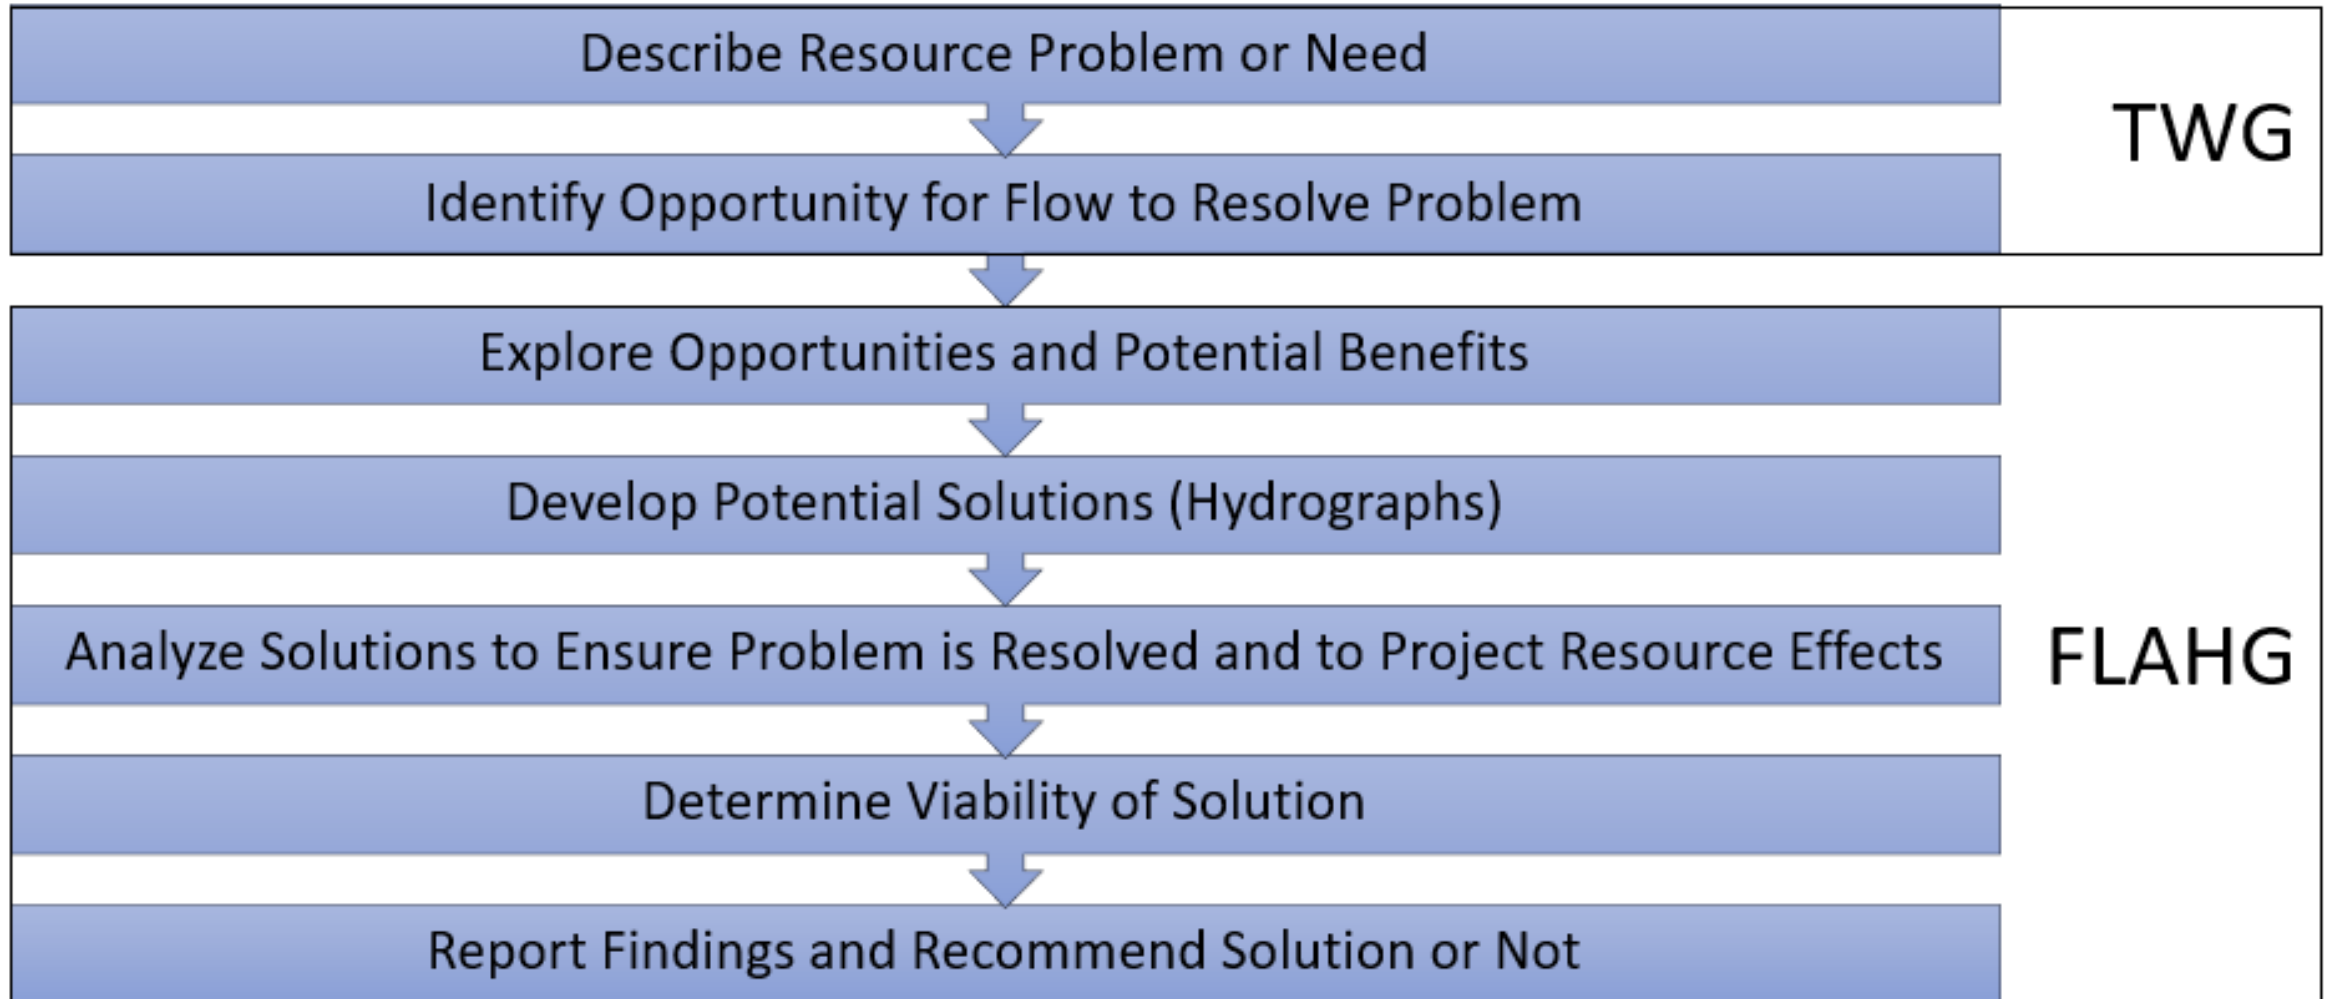 Describe Resource Problem or Need
TWG
Identify Opportunity for Flow to Resolve Problem
Explore Opportunities and Potential Benefits
Develop Potential Solutions (Hydrographs)
Analyze Solutions to Ensure Problem is Resolved and to Project Resource Effects
FLAHG
Determine Viability of Solution
Report Findings and Recommend Solution or Not